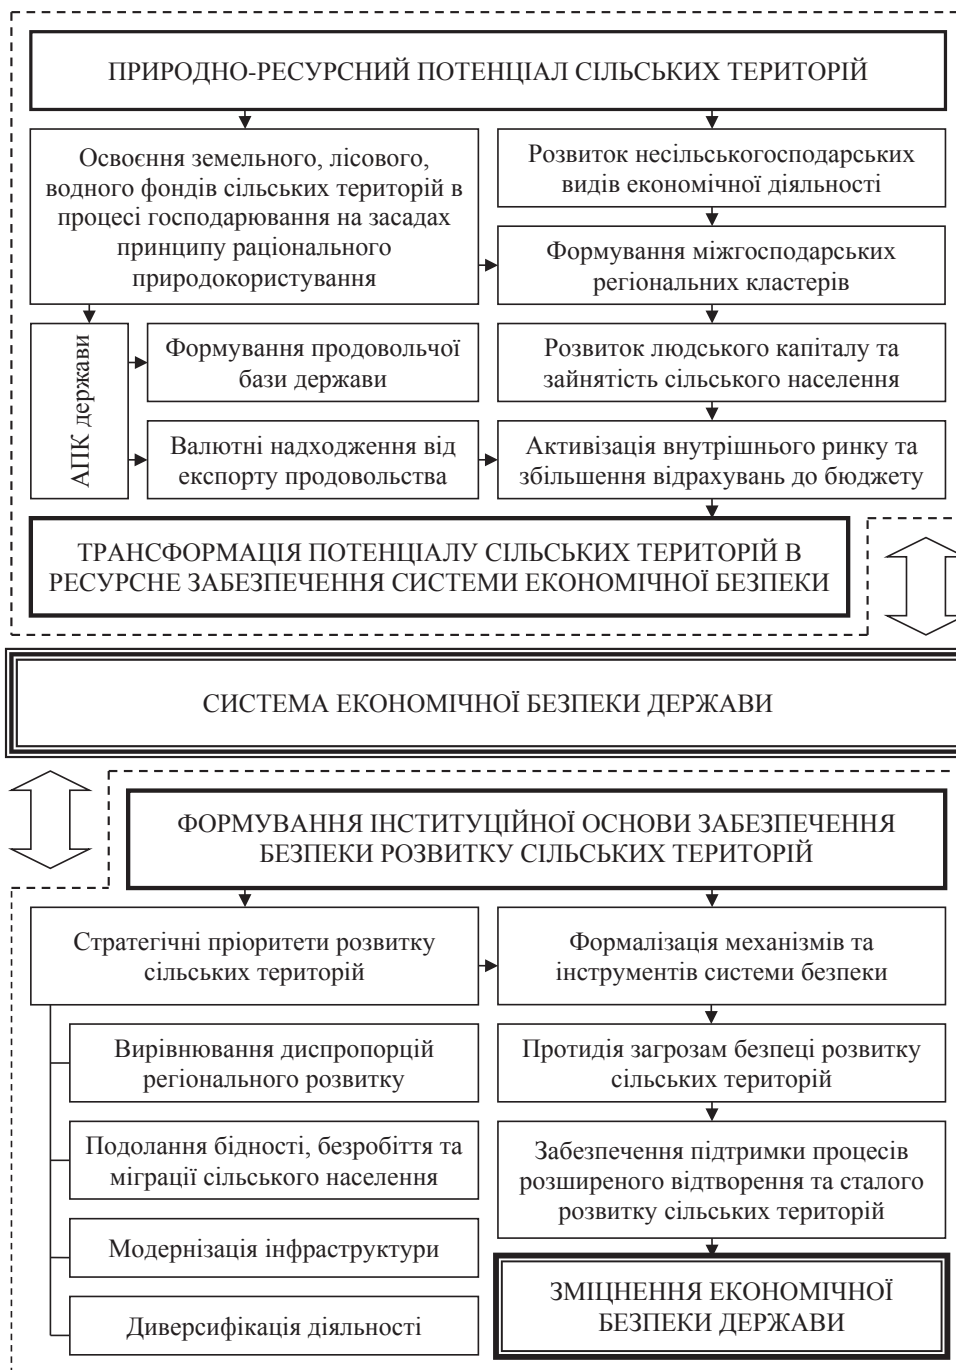 ПРИРОДНО-РЕСУРСНИЙ ПОТЕНЦІАЛ СІЛЬСЬКИХ ТЕРИТОРІЙ
Освоєння земельного, лісового,
водного фондів сільських територій в
процесі господарювання на засадах
принципу раціонального
природокористування
Розвиток несільськогосподарських
видів економічної діяльності
Формування міжгосподарських
регіональних кластерів
АПК держави
Формування продовольчої
бази держави
Розвиток людського капіталу та
зайнятість сільського населення
Валютні надходження від
експорту продовольства
Активізація внутрішнього ринку та
збільшення відрахувань до бюджету
ТРАНСФОРМАЦІЯ ПОТЕНЦІАЛУ СІЛЬСЬКИХ ТЕРИТОРІЙ В
РЕСУРСНЕ ЗАБЕЗПЕЧЕННЯ СИСТЕМИ ЕКОНОМІЧНОЇ БЕЗПЕКИ
СИСТЕМА ЕКОНОМІЧНОЇ БЕЗПЕКИ ДЕРЖАВИ
ФОРМУВАННЯ ІНСТИТУЦІЙНОЇ ОСНОВИ ЗАБЕЗПЕЧЕННЯ
БЕЗПЕКИ РОЗВИТКУ СІЛЬСЬКИХ ТЕРИТОРІЙ
Стратегічні пріоритети розвитку
сільських територій
Формалізація механізмів та
інструментів системи безпеки
Вирівнювання диспропорцій
регіонального розвитку
Протидія загрозам безпеці розвитку
сільських територій
Подолання бідності, безробіття та
міграції сільського населення
Забезпечення підтримки процесів
розширеного відтворення та сталого
розвитку сільських територій
Модернізація інфраструктури
Диверсифікація діяльності
ЗМІЦНЕННЯ ЕКОНОМІЧНОЇ
БЕЗПЕКИ ДЕРЖАВИ